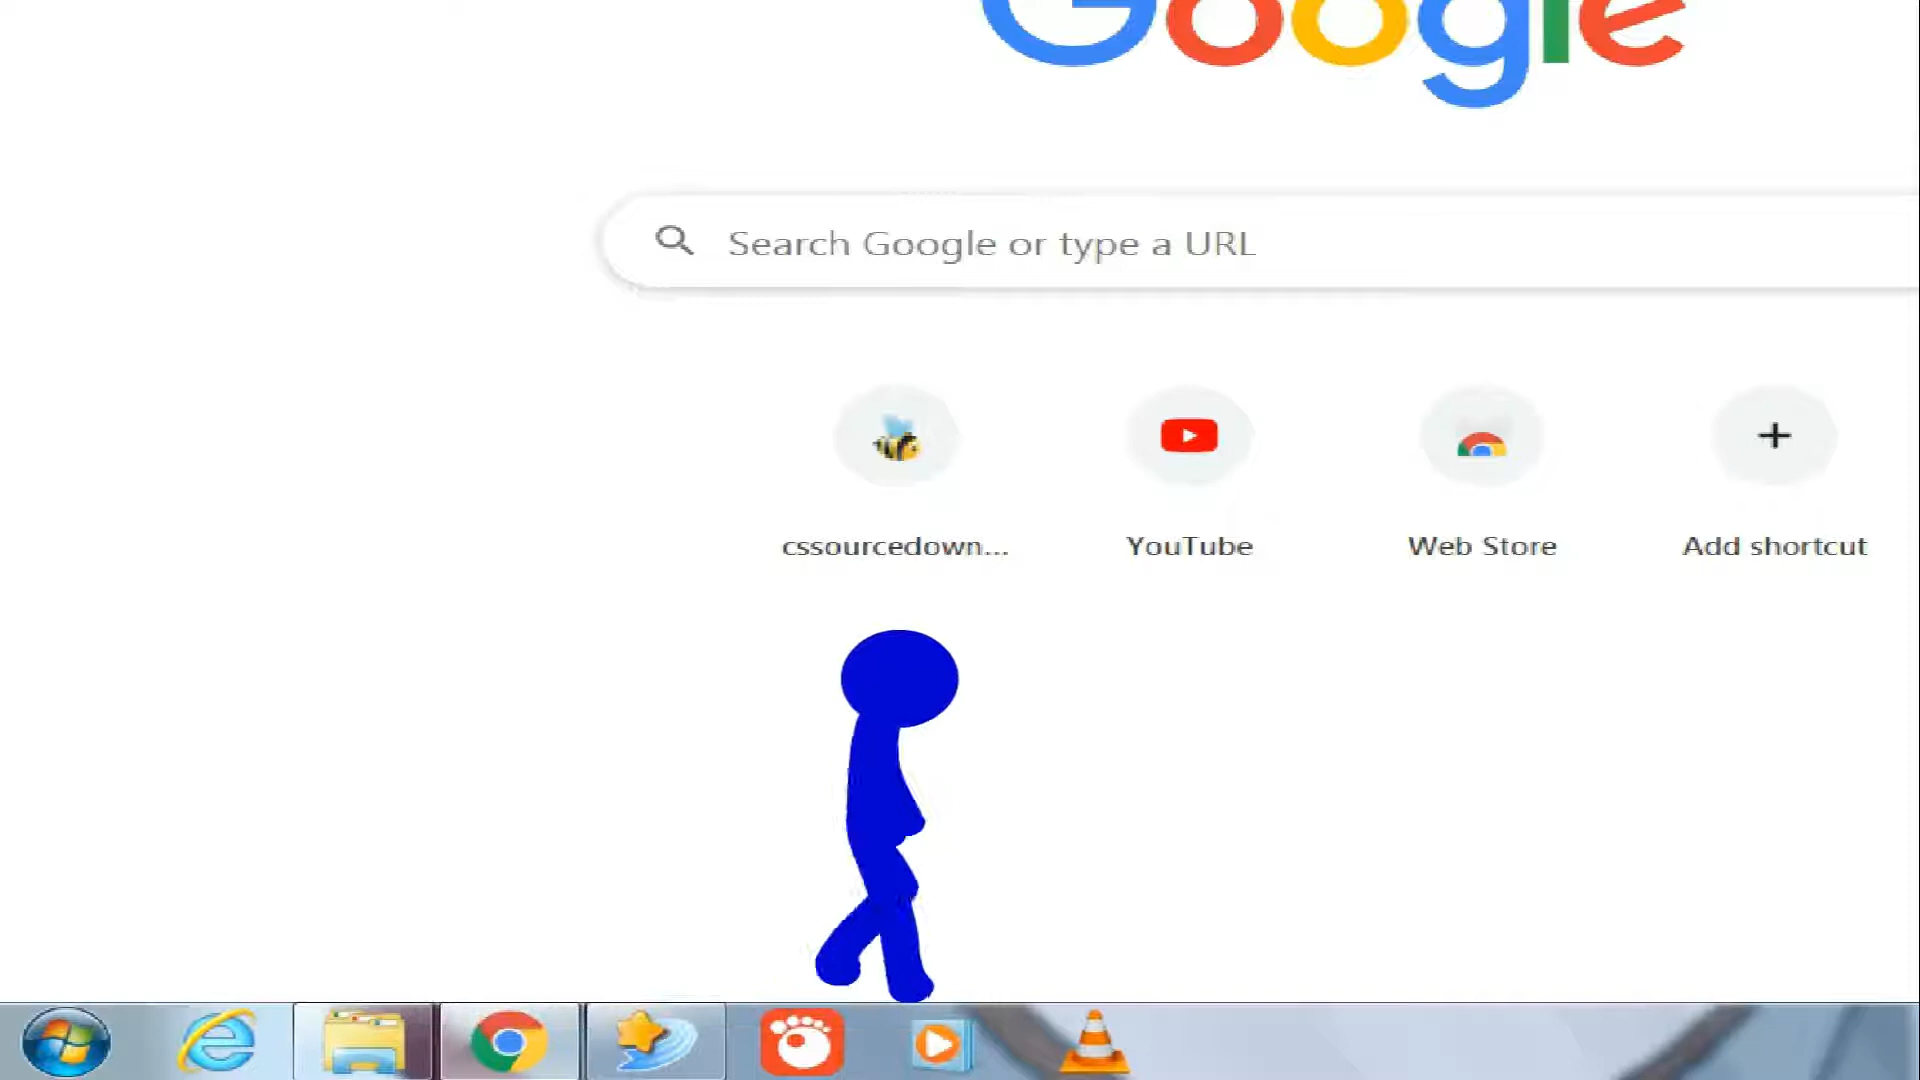 Google
Search Google or type a URL
cssourcedown...
YouTube
Web Store
Add shortcut